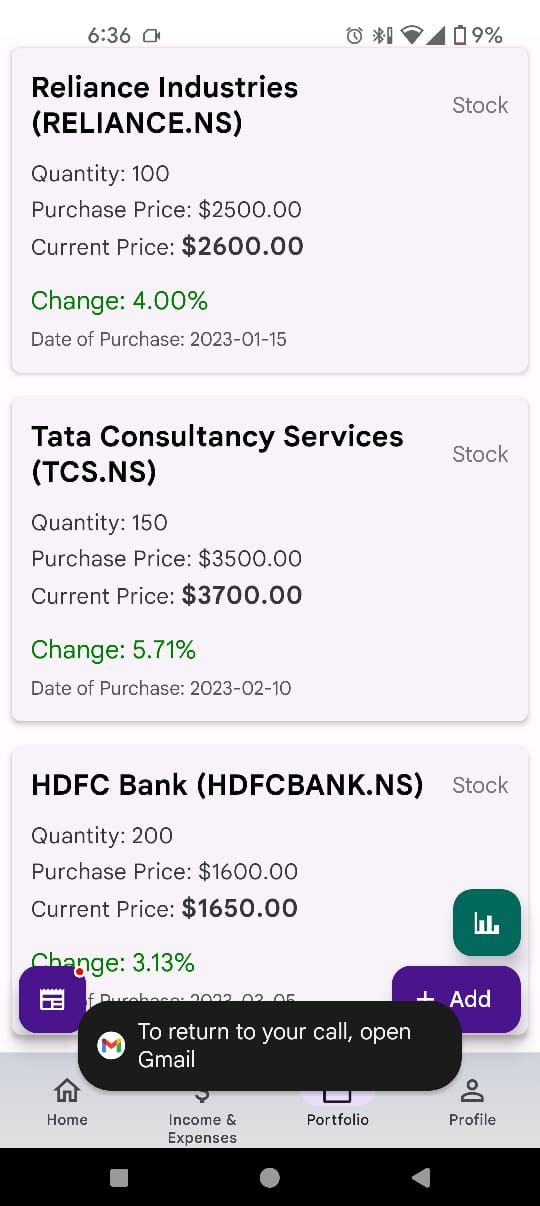 6:36
9%
Reliance Industries
(RELIANCE.NS)
Stock
Quantity: 100
Purchase Price: $2500.00
Current Price: $2600.00
Change: 4.00%
Date of Purchase: 2023-01-15
Tata Consultancy Services
(TCS.NS)
Stock
Quantity: 150
Purchase Price: $3500.00
Current Price: $3700.00
Change: 5.71%
Date of Purchase: 2023-02-10
HDFC Bank (HDFCBANK.NS)
Stock
Quantity: 200
Purchase Price: $1600.00
Current Price: $1650.00
Change: 3.13%
of Purchase: 2023-03-05
+ Add
To return to your call, open
Gmail
Home
Income &
Expenses
Portfolio
Profile